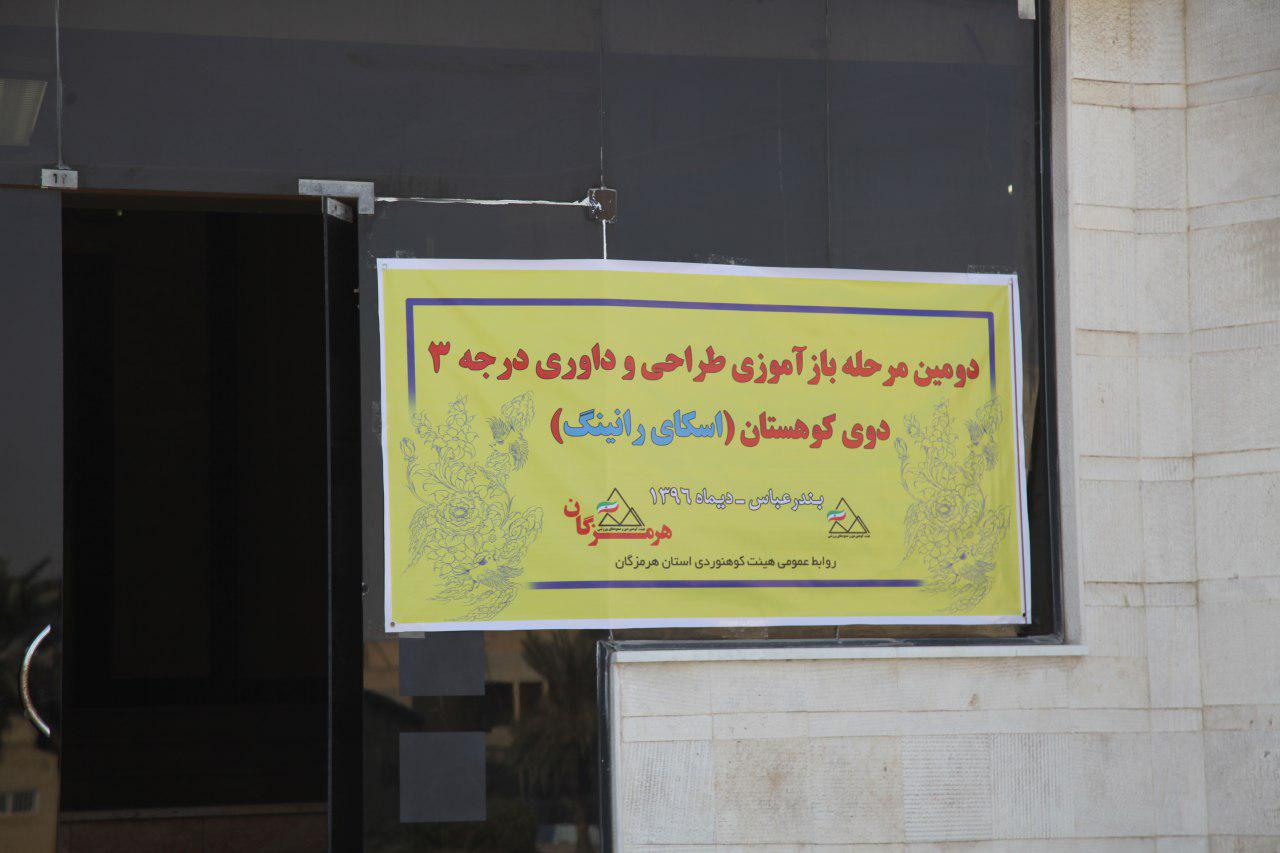 دومین مرحله بازآموزی طراحی و داوری درجه ۳
دوی کوهستان (اسکای رانینگ)
بندرعباس - دیماه ۱۳۹۶
هرمزگان
روابط عمومی هیئت کوهنوردی استان هرمزگان